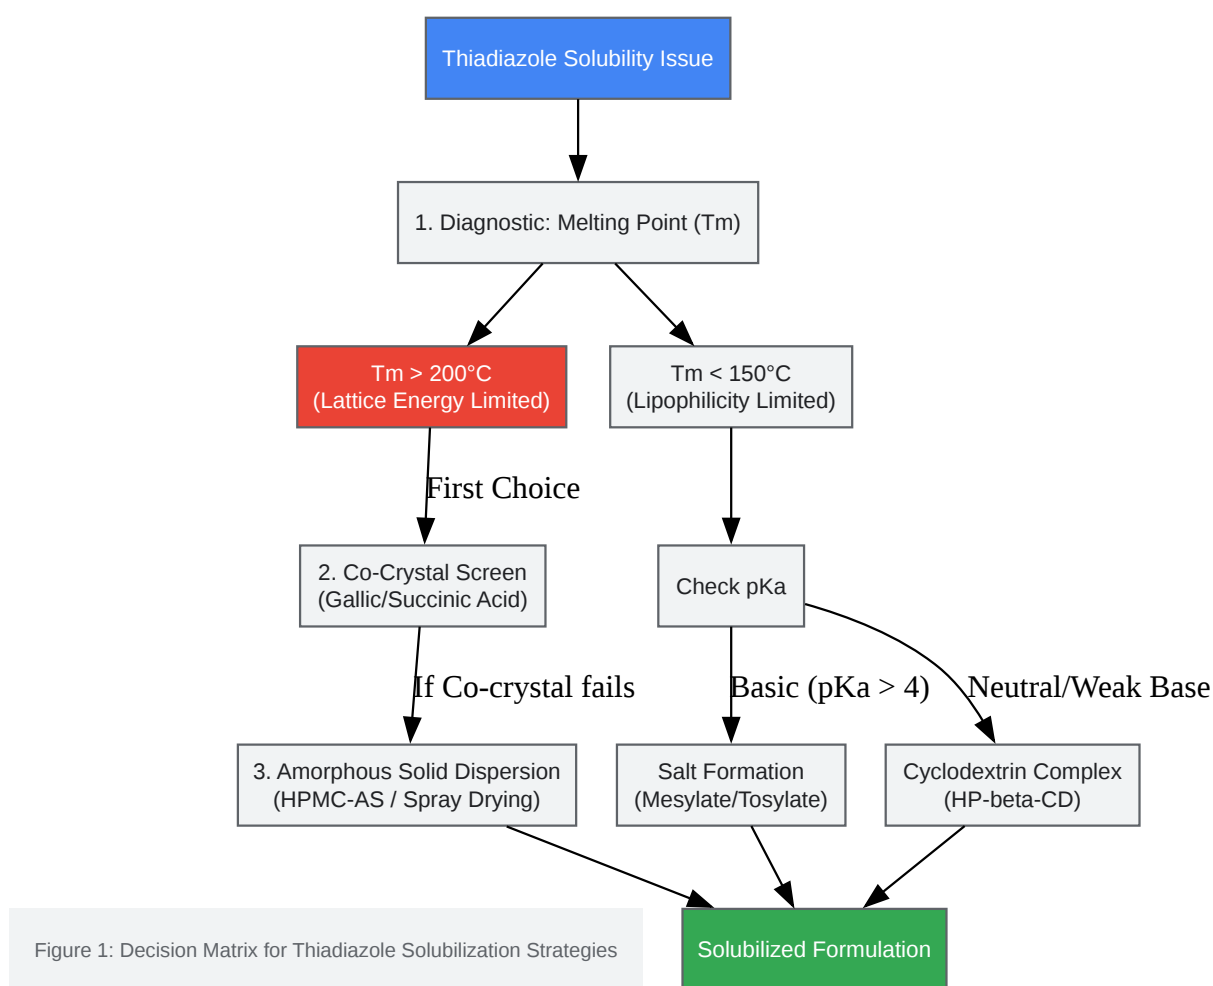 Thiadiazole Solubility Issue
1. Diagnostic: Melting Point (Tm)
Tm > 200°C
(Lattice Energy Limited)
Tm < 150°C
(Lipophilicity Limited)
First Choice
2. Co-Crystal Screen
(Gallic/Succinic Acid)
Check pKa
If Co-crystal fails
Basic (pKa > 4)
Neutral/Weak Base
3. Amorphous Solid Dispersion
(HPMC-AS / Spray Drying)
Salt Formation
(Mesylate/Tosylate)
Cyclodextrin Complex
(HP-beta-CD)
Solubilized Formulation
Figure 1: Decision Matrix for Thiadiazole Solubilization Strategies